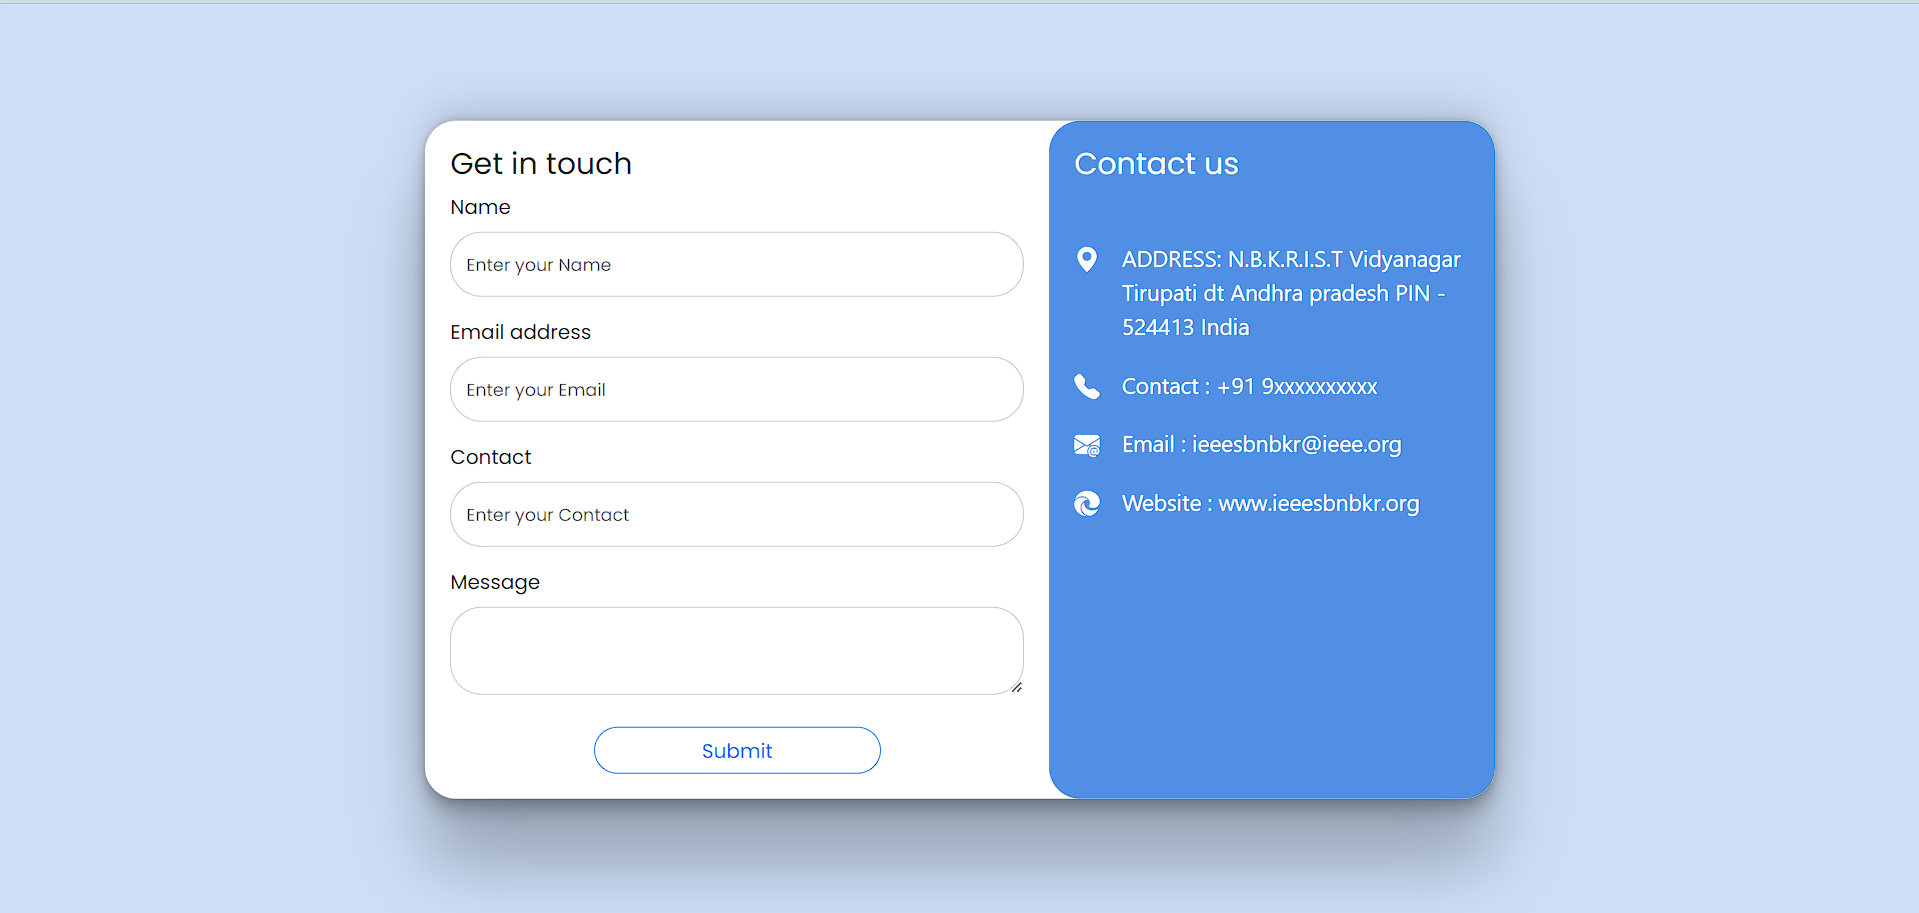 Get in touch
Name
Enter your Name
Email address
Enter your Email
Contact
Enter your Contact
Message
Submit
Contact us
ADDRESS: N.B.K.R.I.S.T Vidyanagar
Tirupati dt Andhra pradesh PIN -
524413 India
Contact : +91 9xxxxxxxxxx
Email : ieeesbnbkr@ieee.org
Website : www.ieeesbnbkr.org